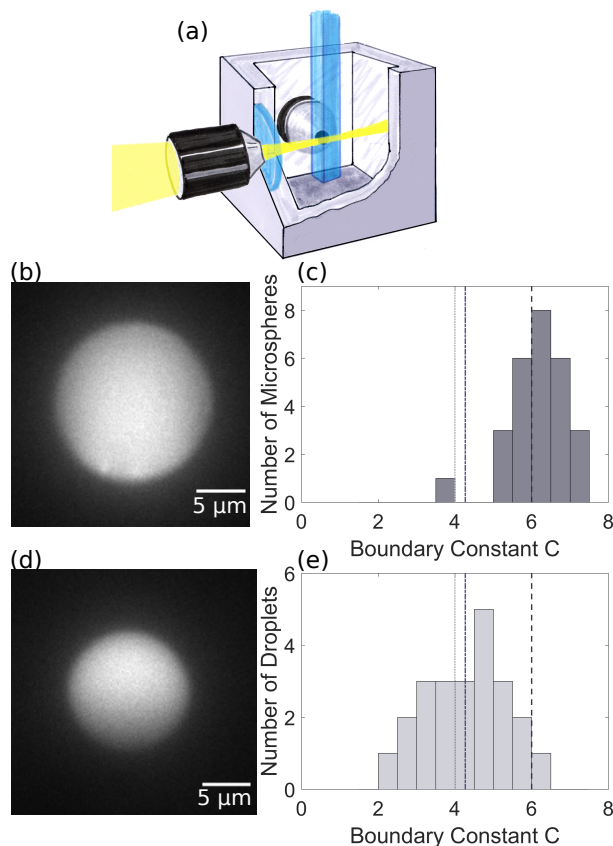 (a)
(b)
5 µm
(c)
Number of Microspheres
8
6
4
2
0
0 2 4 6 8
Boundary Constant C
(d)
5 µm
(e)
Number of Droplets
6
4
2
0
0 2 4 6 8
Boundary Constant C